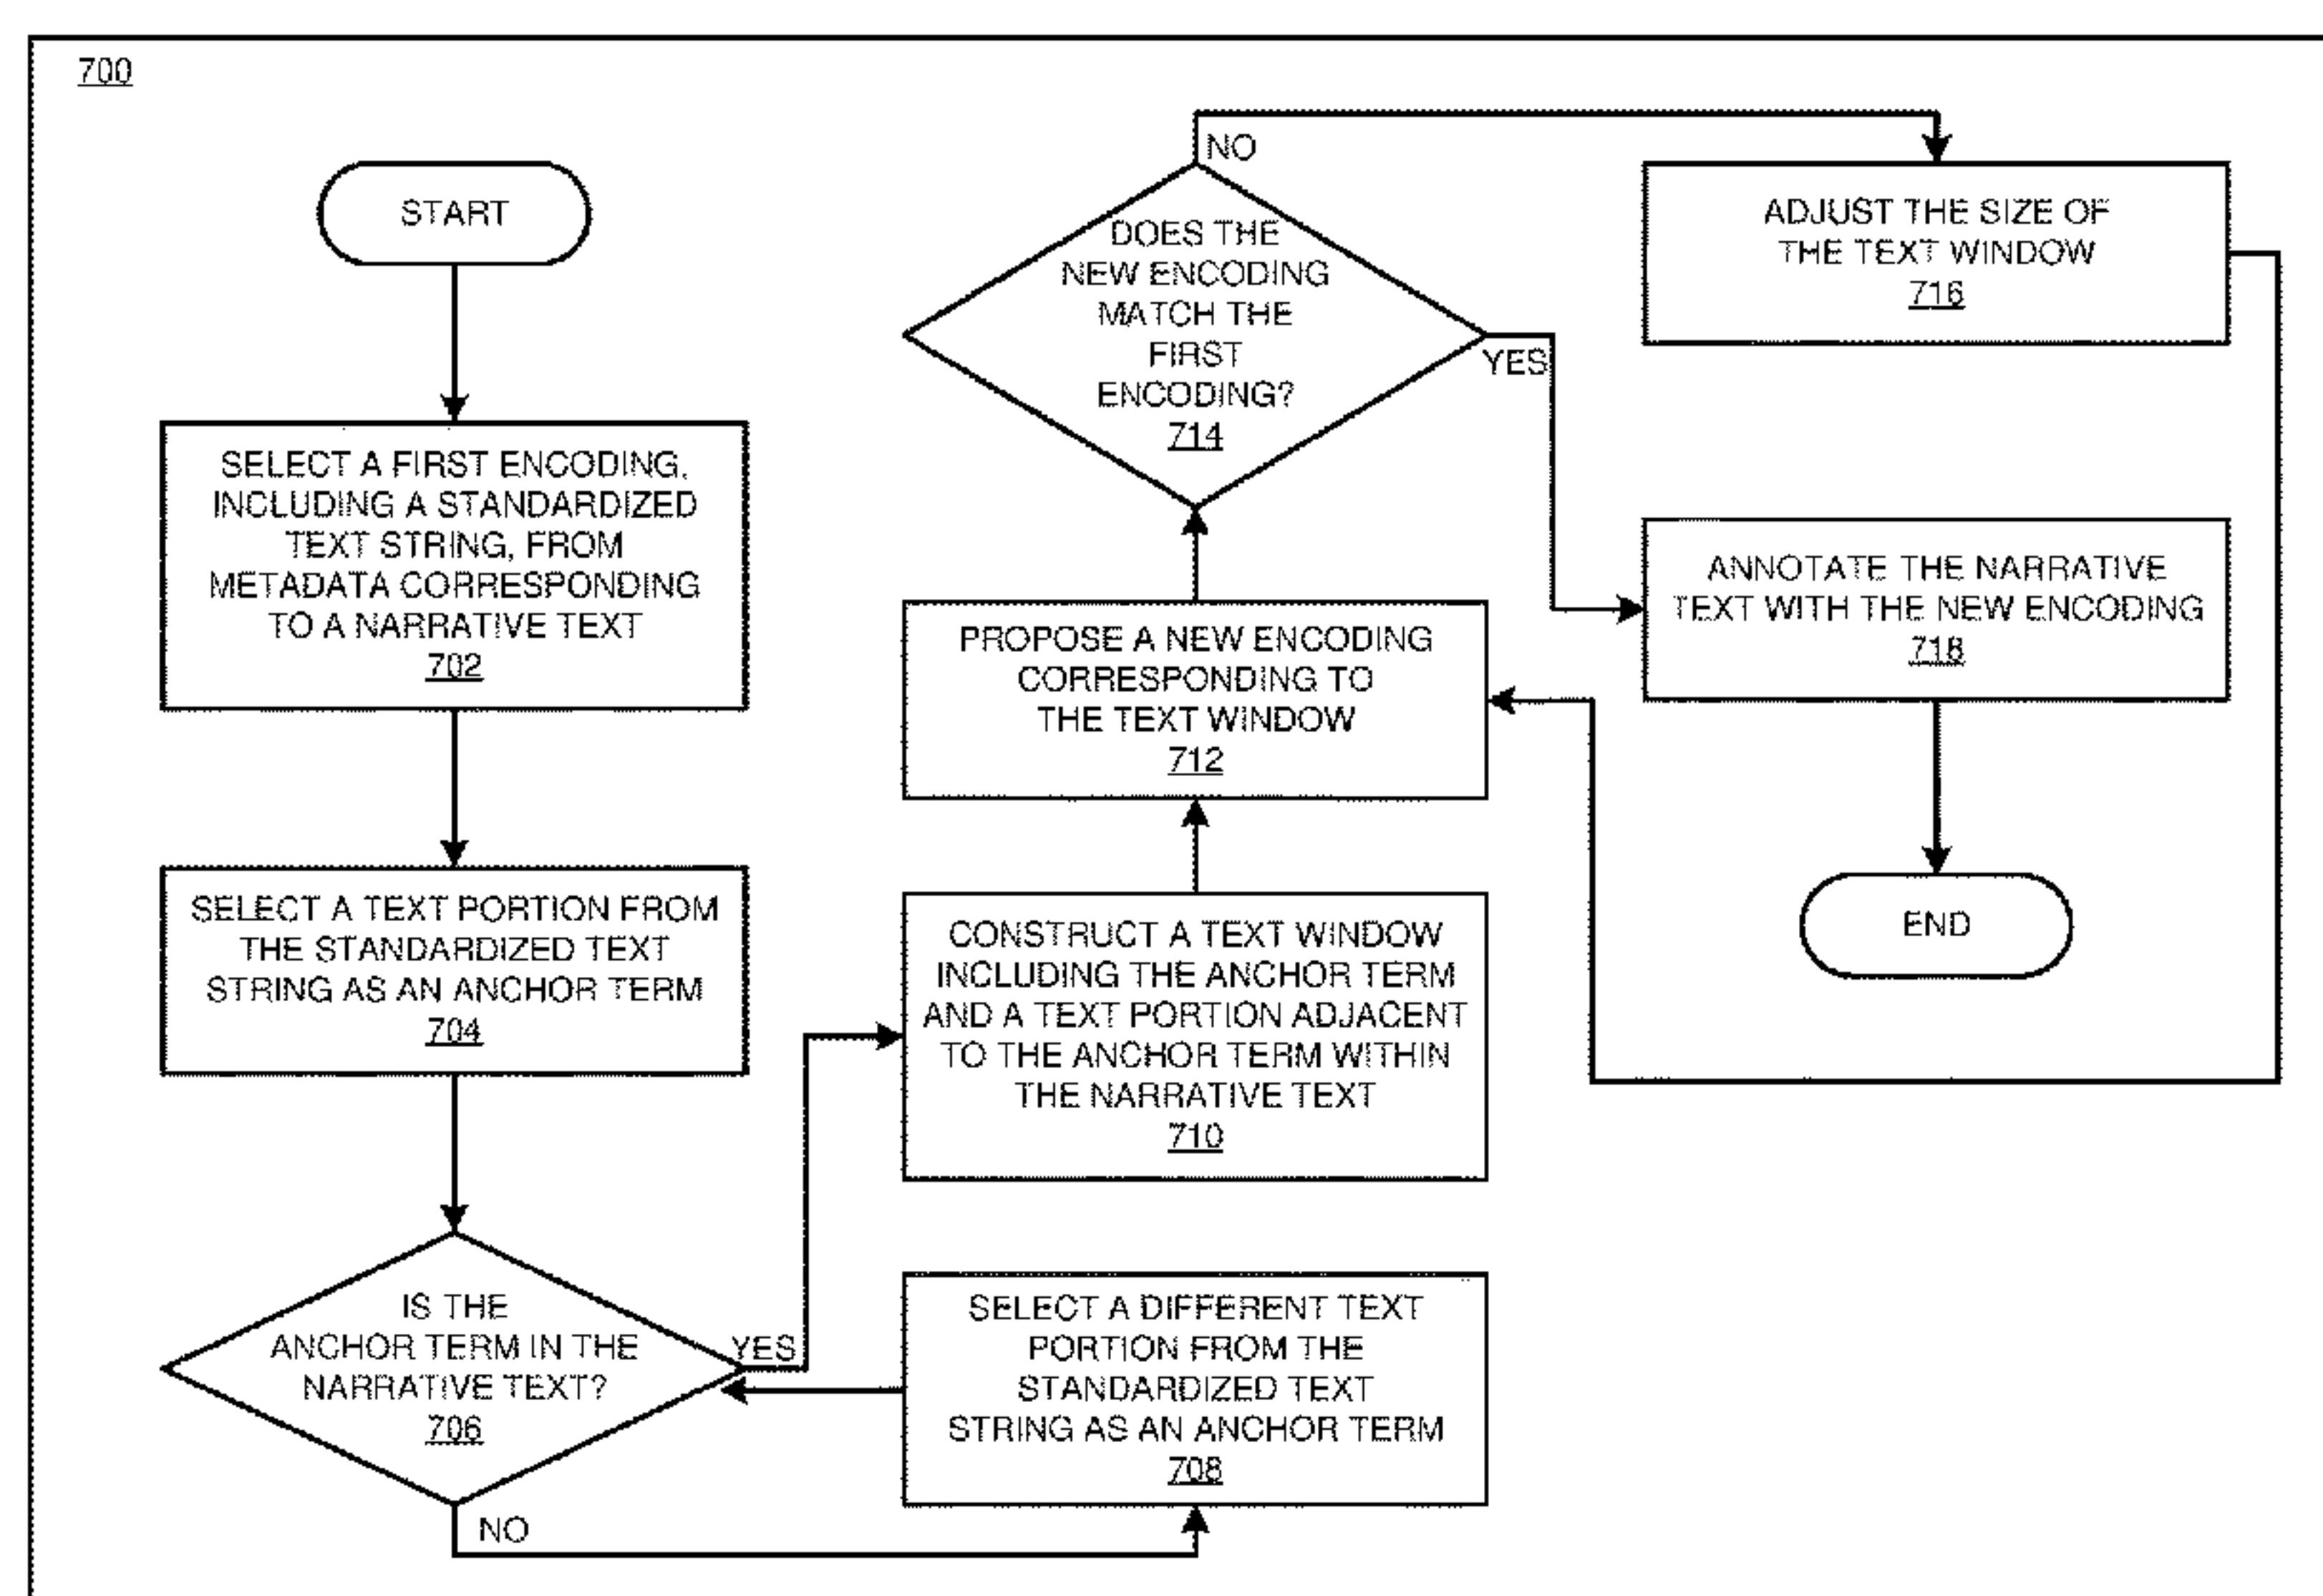 700
START
SELECT A FIRST ENCODING,
INCLUDING A STANDARDIZED
TEXT STRING, FROM
METADATA CORRESPONDING
TO A NARRATIVE TEXT
702
SELECT A TEXT PORTION FROM
THE STANDARDIZED TEXT
STRING AS AN ANCHOR TERM
704
IS THE
ANCHOR TERM IN THE
NARRATIVE TEXT?
706
YES
NO
SELECT A DIFFERENT TEXT
PORTION FROM THE
STANDARDIZED TEXT
STRING AS AN ANCHOR TERM
708
CONSTRUCT A TEXT WINDOW
INCLUDING THE ANCHOR TERM
AND A TEXT PORTION ADJACENT
TO THE ANCHOR TERM WITHIN
THE NARRATIVE TEXT
710
PROPOSE A NEW ENCODING
CORRESPONDING TO
THE TEXT WINDOW
712
DOES THE
NEW ENCODING
MATCH THE
FIRST
ENCODING?
714
NO
YES
ADJUST THE SIZE OF
THE TEXT WINDOW
716
ANNOTATE THE NARRATIVE
TEXT WITH THE NEW ENCODING
718
END